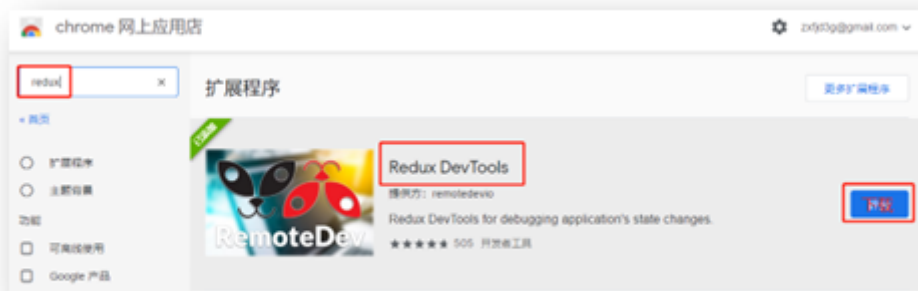 chrome 网上应用店
redux
扩展程序
更多扩展程序
« 首页
Redux DevTools
扩展程序
提供方: remotedevio
主题背景
Redux DevTools for debugging application's state changes.
功能
RemoteDev
505 开发者工具
可离线使用
Google 产品